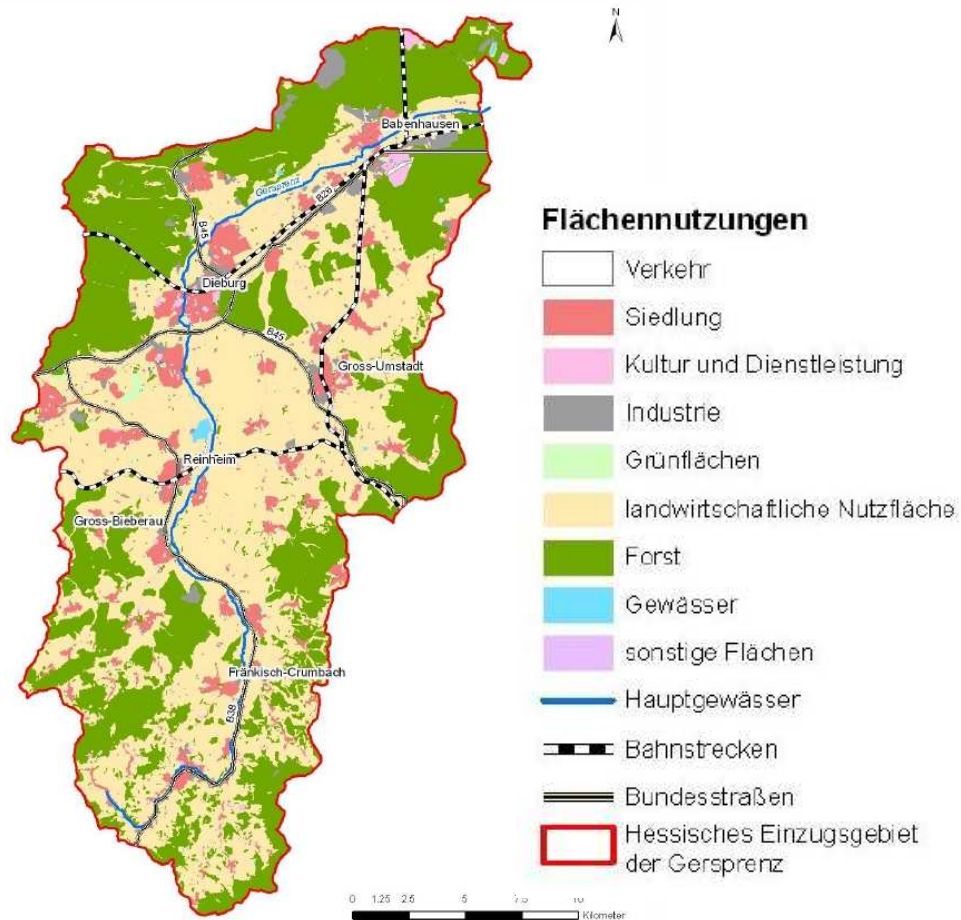 N
Babenhausen
Gersprenz
B26
B45
Dieburg
B45
Gross-Umstadt
Reinheim
Gross-Bieberau
Fränkisch-Crumbach
B38
Flächennutzungen
Verkehr
Siedlung
Kultur und Dienstleistung
Industrie
Grünflächen
landwirtschaftliche Nutzfläche
Forst
Gewässer
sonstige Flächen
Hauptgewässer
Bahnstrecken
Bundesstraßen
Hessisches Einzugsgebiet
der Gersprenz
0 1.25 2.5 5 7.5 10
Kilometer